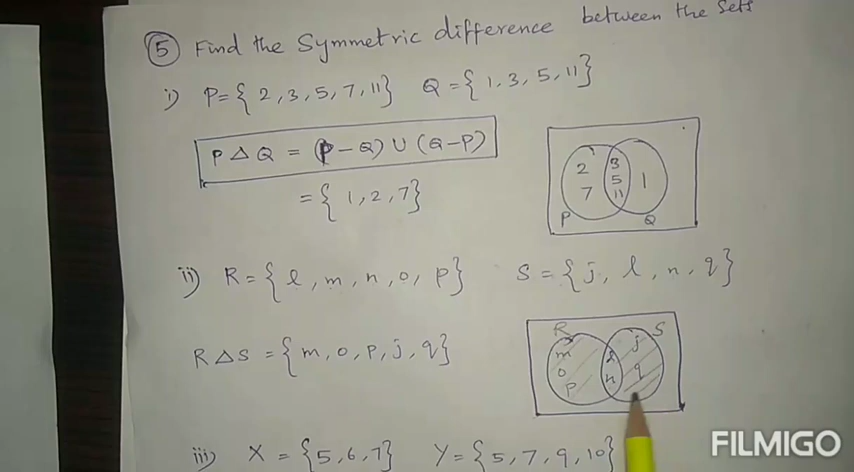 5 Find the Symmetric difference between the Sets
i) P={2,3,5,7,11} Q={1,3,5,11}
P Δ Q = (P-Q) U (Q-P)
= {1,2,7}
2 7 3 5 11 1
P Q
ii) R={l,m,n,o,p} S={j,l,n,q}
R Δ S = {m,o,p,j,q}
R S
m o p l n j q
iii) X = {5,6,7} Y={5,7,9,10}
FILMIGO